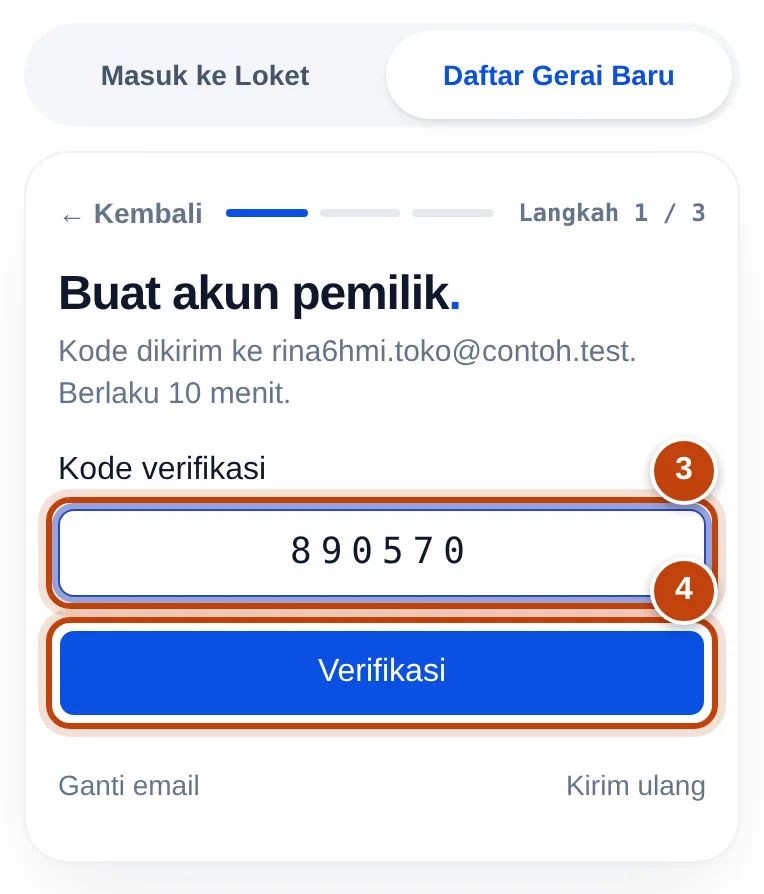 Masuk ke Loket
Daftar Gerai Baru
← Kembali
Langkah 1 / 3
Buat akun pemilik.
Kode dikirim ke rina6hmi.toko@contoh.test.
Berlaku 10 menit.
Kode verifikasi
3
890570
4
Verifikasi
Ganti email
Kirim ulang